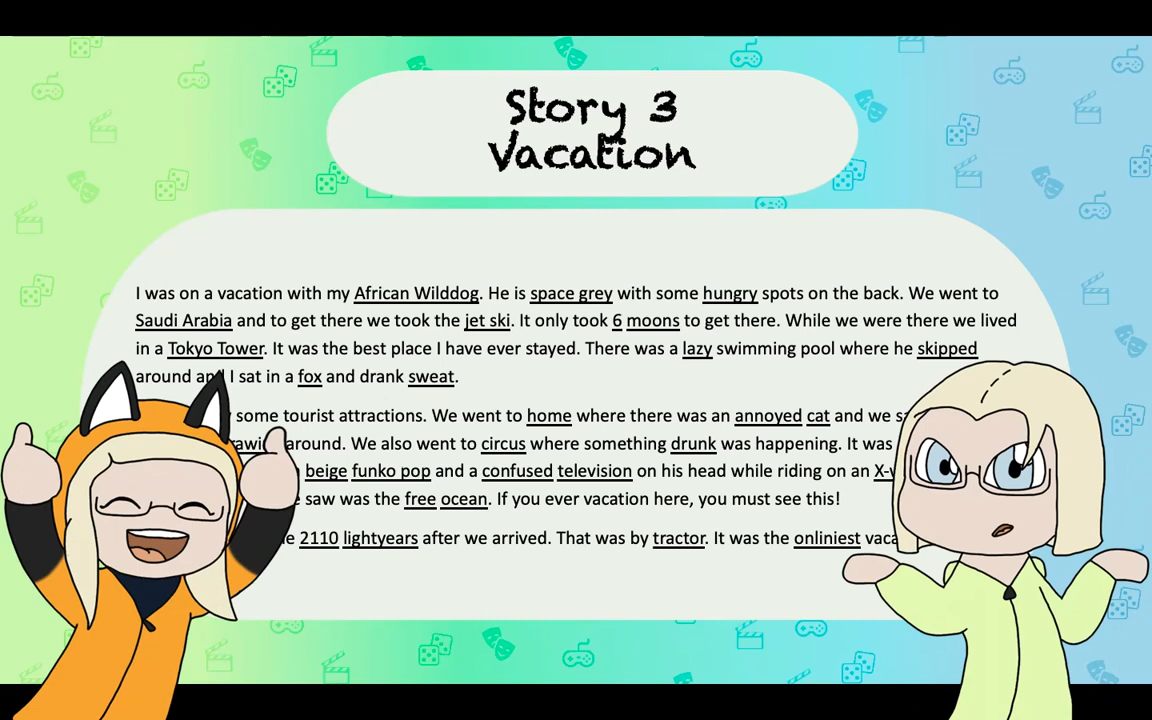 Story 3
Vacation
I was on a vacation with my African Wilddog. He is space grey with some hungry spots on the back. We went to
Saudi Arabia and to get there we took the jet ski. It only took 6 moons to get there. While we were there we lived
in a Tokyo Tower. It was the best place I have ever stayed. There was a lazy swimming pool where he skipped
around and I sat in a fox and drank sweat.
some tourist attractions. We went to home where there was an annoyed cat and we
around. We also went to circus where something drunk was happening. It was
beige funko pop and a confused television on his head while riding on an
saw was the free ocean. If you ever vacation here, you must see this!
2110 lightyears after we arrived. That was by tractor. It was the onliniest